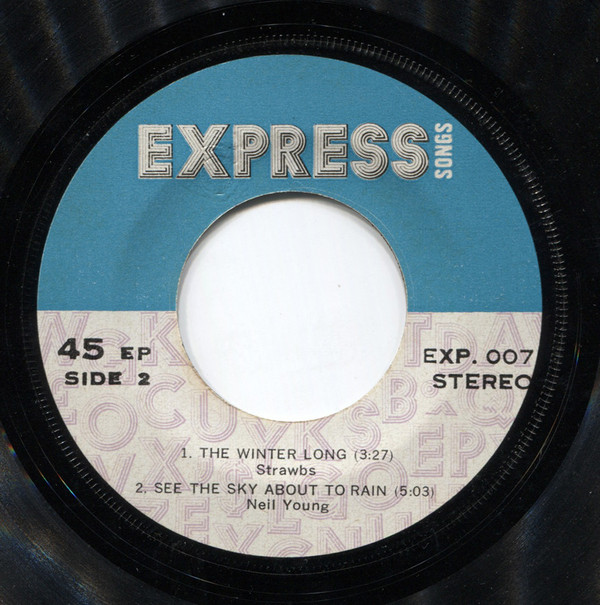 EXPRESS SONGS
45 EP
SIDE 2
EXP. 007
STEREO
1. THE WINTER LONG (3:27)
Strawbs
2. SEE THE SKY ABOUT TO RAIN (5:03)
Neil Young